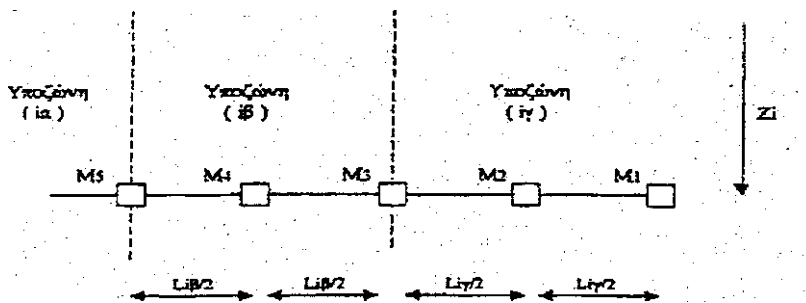 Υποζώνη
( iα )
Υποζώνη
( iβ )
Υποζώνη
( iγ )
Zi
M5
M4
M3
M2
M1
Liβ/2
Liβ/2
Liγ/2
Liγ/2